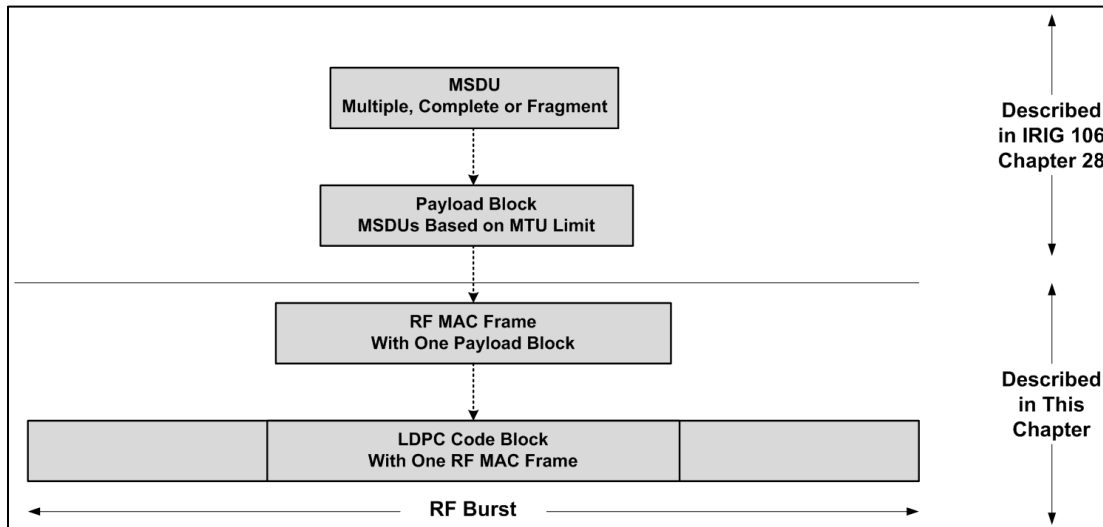 MSDU
Multiple, Complete or Fragment
Payload Block
MSDUs Based on MTU Limit
Described
in IRIG 106
Chapter 28
RF MAC Frame
With One Payload Block
LDPC Code Block
With One RF MAC Frame
Described
in This
Chapter
RF Burst